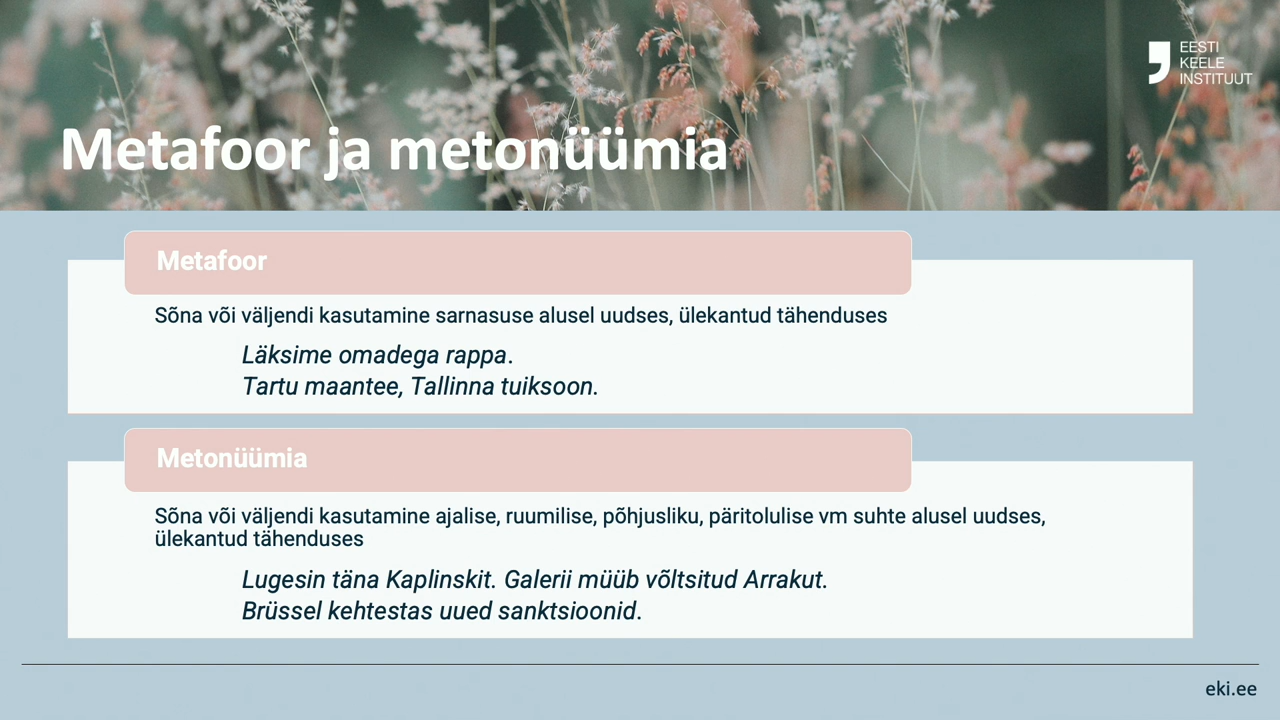 EESTI
KEELE
INSTITUUT
Metafoor ja metonüümia
Metafoor
Sõna või väljendi kasutamine sarnasuse alusel uudses, ülekantud tähenduses
Läksime omadega rappa.
Tartu maantee, Tallinna tuiksoon.
Metonüümia
Sõna või väljendi kasutamine ajalise, ruumilise, põhjusliku, päritolulise vm suhte alusel uudses,
ülekantud tähenduses
Lugesin täna Kaplinskit. Galerii müüb võltsitud Arrakut.
Brüssel kehtestas uued sanktsioonid.
eki.ee